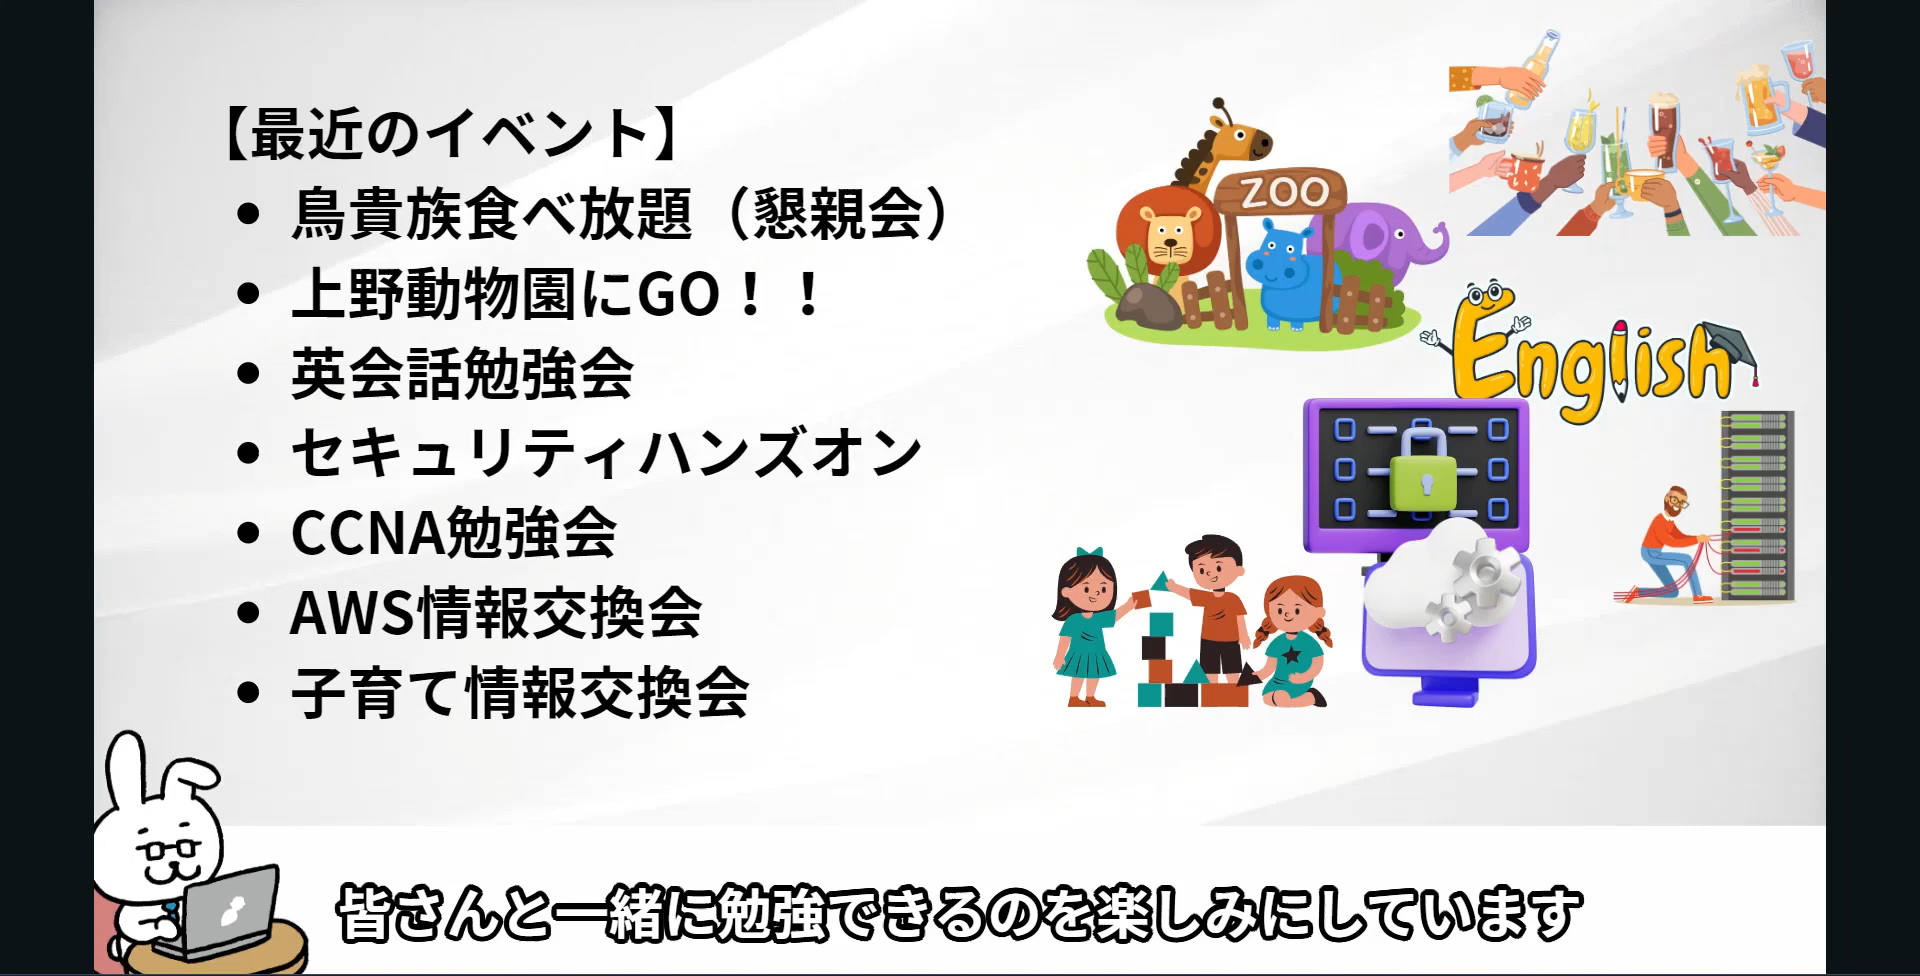 【最近のイベント】
• 鳥貴族食べ放題（懇親会）
• 上野動物園にGO！！
• 英会話勉強会
• セキュリティハンズオン
• CCNA勉強会
• AWS情報交換会
• 子育て情報交換会
ZOO
English
皆さんと一緒に勉強できるのを楽しみにしています